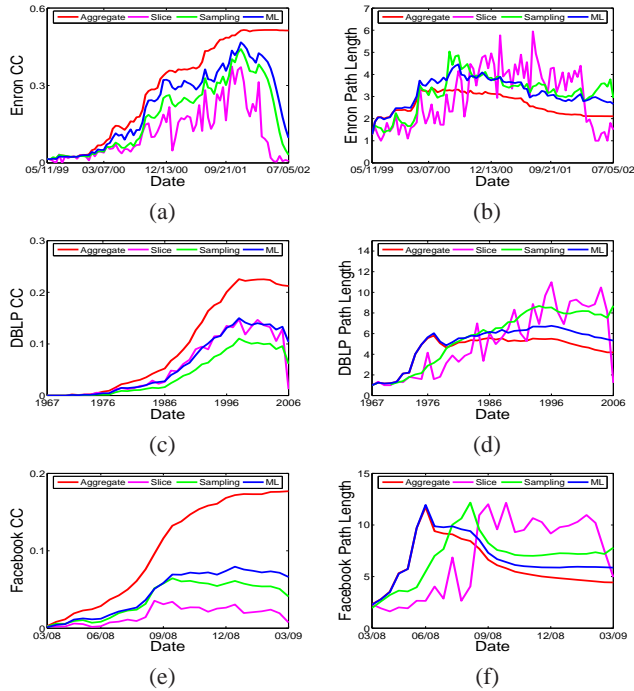 Aggregate Slice Sampling ML
0.6
0.3
0
Enron CC
05/11/99 03/07/00 12/13/00 09/21/01 07/05/02
Date
(a)
Aggregate Slice Sampling ML
7
6
5
4
3
2
1
0
Enron Path Length
05/11/99 03/07/00 12/13/00 09/21/01 07/05/02
Date
(b)
Aggregate Slice Sampling ML
0.3
0.2
0.1
0
DBLP CC
1967 1976 1986 1996 2006
Date
(c)
Aggregate Slice Sampling ML
14
12
10
8
6
4
2
0
DBLP Path Length
1967 1976 1986 1996 2006
Date
(d)
Aggregate Slice Sampling ML
0.2
0.1
0
Facebook CC
03/08 06/08 09/08 12/08 03/09
Date
(e)
Aggregate Slice Sampling ML
15
10
5
0
Facebook Path Length
03/08 06/08 09/08 12/08 03/09
Date
(f)